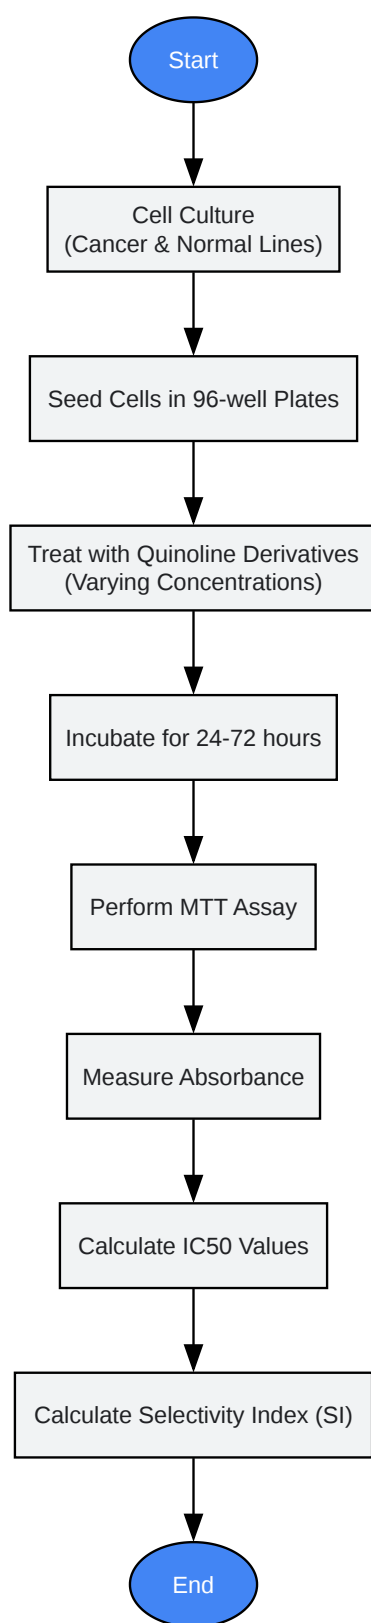 Start
Cell Culture
(Cancer & Normal Lines)
Seed Cells in 96-well Plates
Treat with Quinoline Derivatives
(Varying Concentrations)
Incubate for 24-72 hours
Perform MTT Assay
Measure Absorbance
Calculate IC50 Values
Calculate Selectivity Index (SI)
End